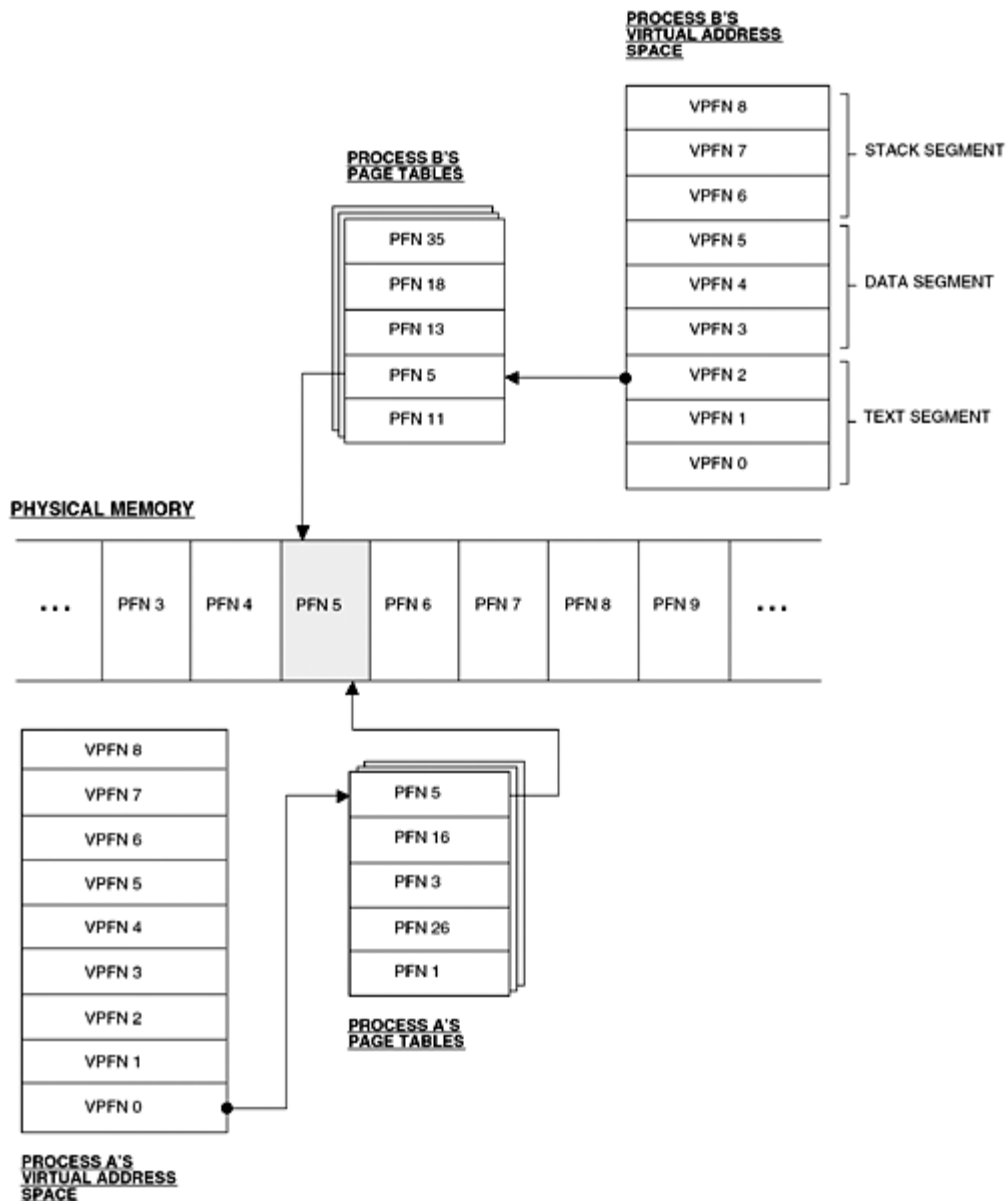 PROCESS B'S
VIRTUAL ADDRESS
SPACE
VPFN 8
VPFN 7
VPFN 6
VPFN 5
VPFN 4
VPFN 3
VPFN 2
VPFN 1
VPFN 0
STACK SEGMENT
DATA SEGMENT
TEXT SEGMENT
PROCESS B'S
PAGE TABLES
PFN 35
PFN 18
PFN 13
PFN 5
PFN 11
PHYSICAL MEMORY
... PFN 3 PFN 4 PFN 5 PFN 6 PFN 7 PFN 8 PFN 9 ...
VPFN 8
VPFN 7
VPFN 6
VPFN 5
VPFN 4
VPFN 3
VPFN 2
VPFN 1
VPFN 0
PROCESS A'S
VIRTUAL ADDRESS
SPACE
PFN 5
PFN 16
PFN 3
PFN 26
PFN 1
PROCESS A'S
PAGE TABLES